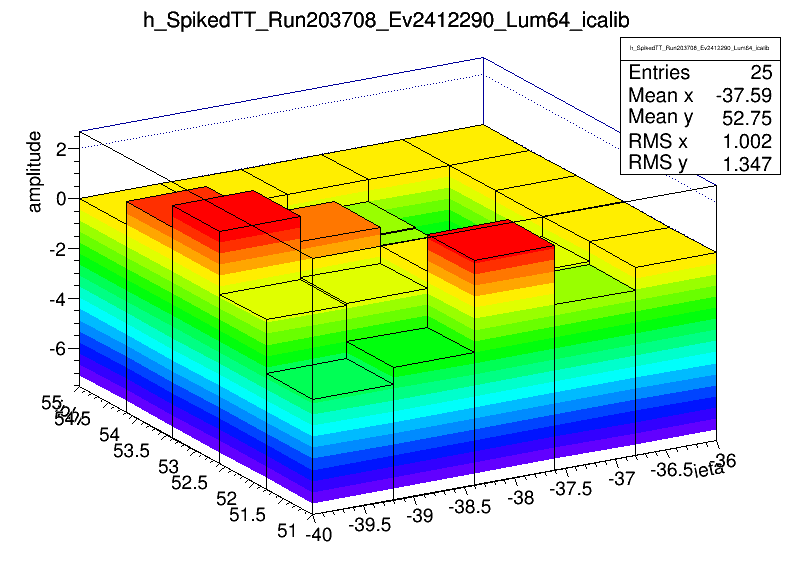 h_SpikedTT_Run203708_Ev2412290_Lum64_icalib
h_SpikedTT_Run203708_Ev2412290_Lum64_icalib
Entries 25
Mean x -37.59
Mean y 52.75
RMS x 1.002
RMS y 1.347
amplitude
2
0
-2
-4
-6
55
54.5
54
53.5
53
52.5
52
51.5
51
-40
-39.5
-39
-38.5
-38
-37.5
-37
-36.5
-36
ieta